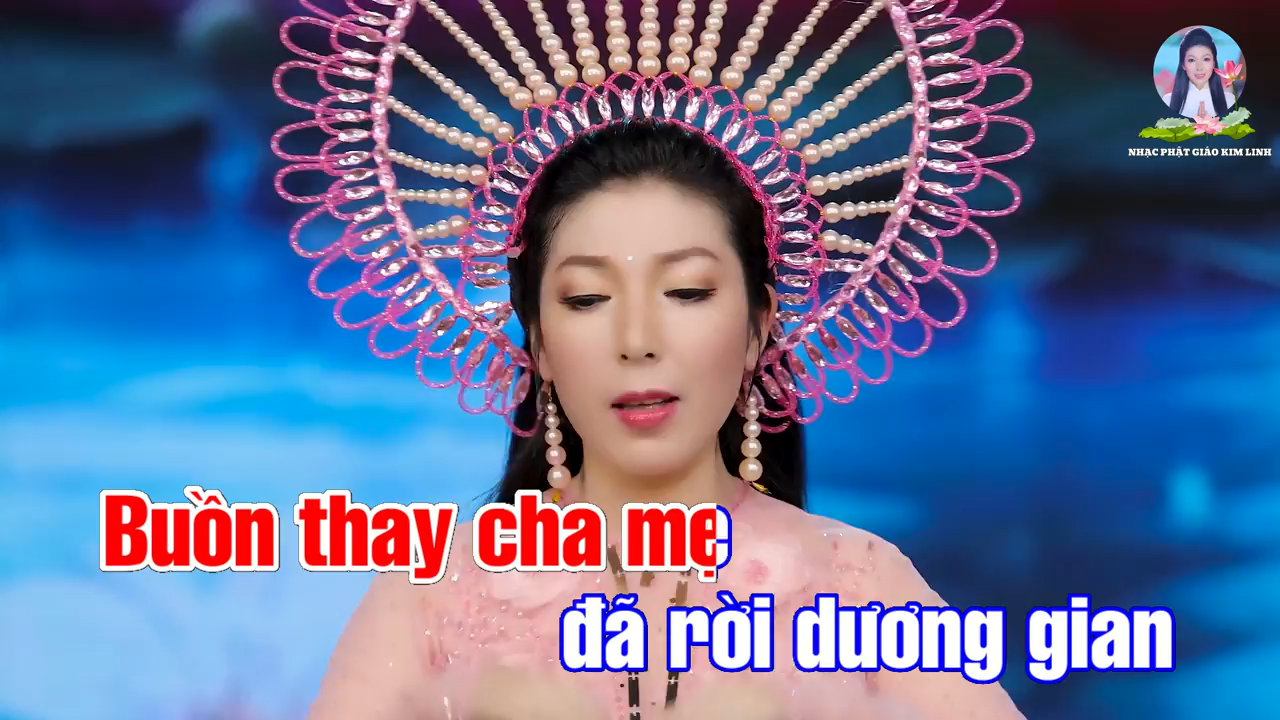 NHẠC PHẬT GIÁO KIM LINH
Buồn thay cha mẹ
đã rời dương gian